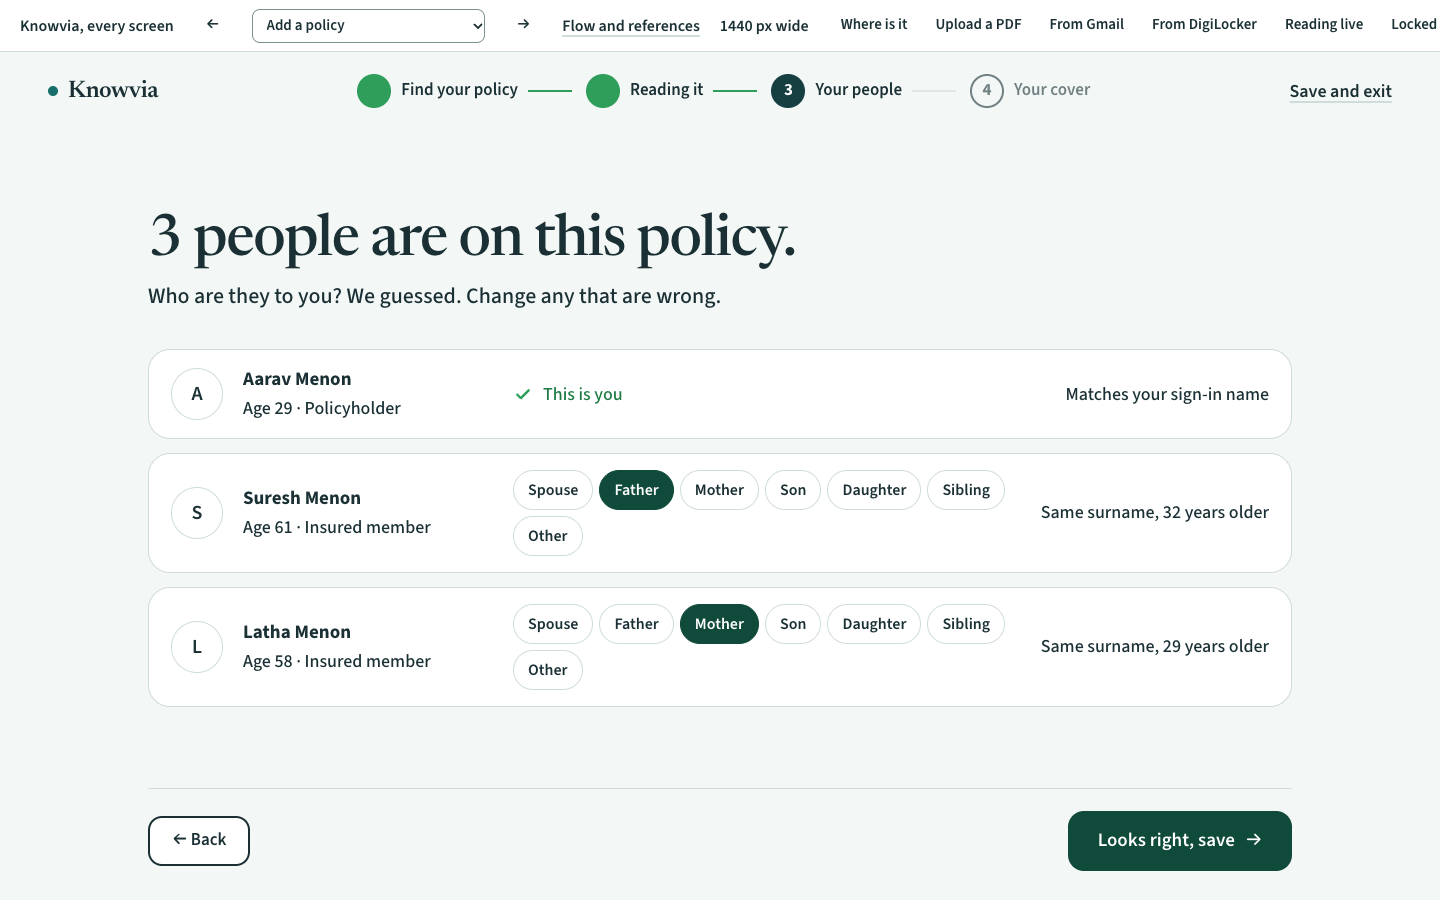 Knowvia, every screen ← Add a policy → Flow and references 1440 px wide Where is it Upload a PDF From Gmail From DigiLocker Reading live Locked
Knowvia Find your policy Reading it 3 Your people 4 Your cover Save and exit
3 people are on this policy.
Who are they to you? We guessed. Change any that are wrong.
A Aarav Menon
Age 29 · Policyholder
✓ This is you
Matches your sign-in name
S Suresh Menon
Age 61 · Insured member
Spouse Father Mother Son Daughter Sibling
Other
Same surname, 32 years older
L Latha Menon
Age 58 · Insured member
Spouse Father Mother Son Daughter Sibling
Other
Same surname, 29 years older
← Back
Looks right, save →